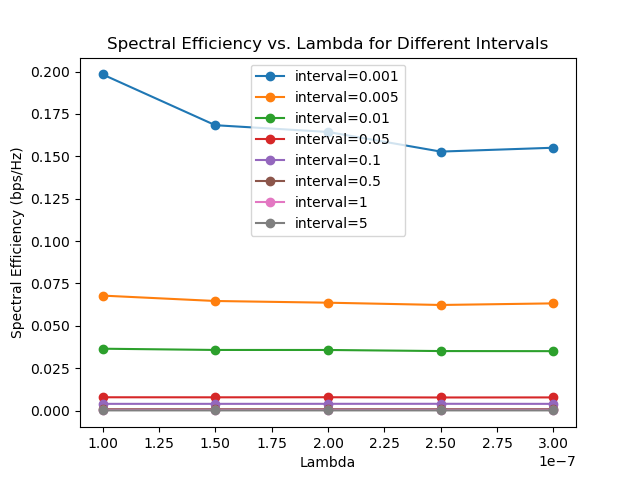 Spectral Efficiency vs. Lambda for Different Intervals
Spectral Efficiency (bps/Hz)
0.200
0.175
0.150
0.125
0.100
0.075
0.050
0.025
0.000
interval=0.001
interval=0.005
interval=0.01
interval=0.05
interval=0.1
interval=0.5
interval=1
interval=5
1.00 1.25 1.50 1.75 2.00 2.25 2.50 2.75 3.00
1e−7
Lambda